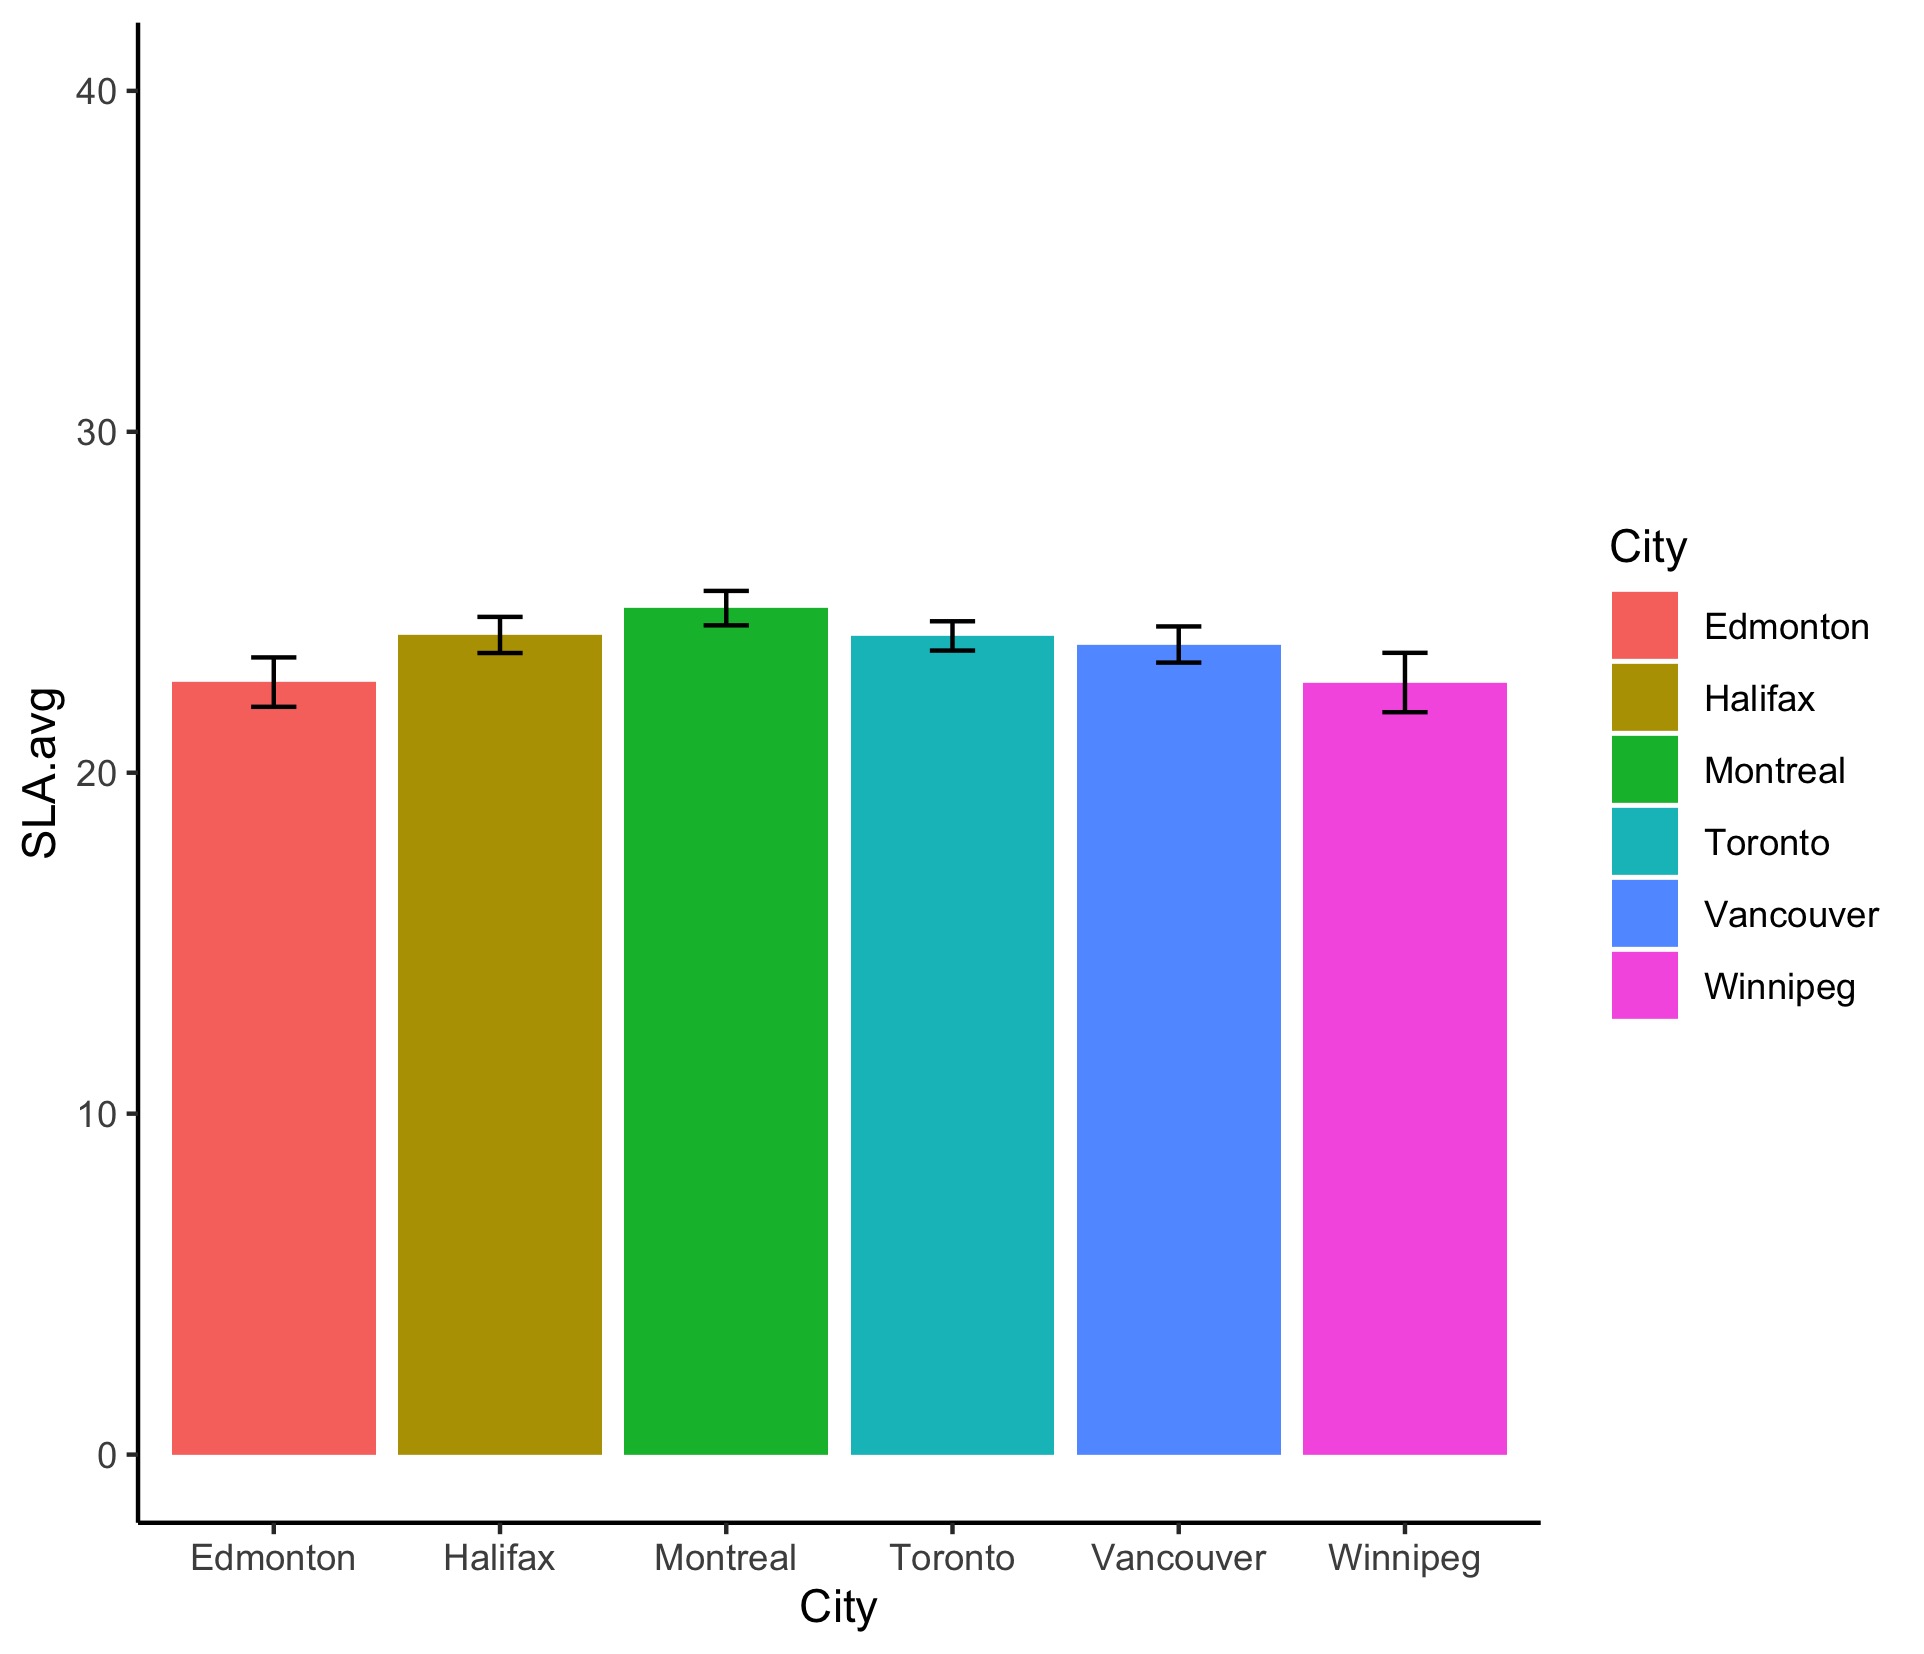 40
30
20
10
0
SLA.avg
Edmonton Halifax Montreal Toronto Vancouver Winnipeg
City
City
Edmonton
Halifax
Montreal
Toronto
Vancouver
Winnipeg